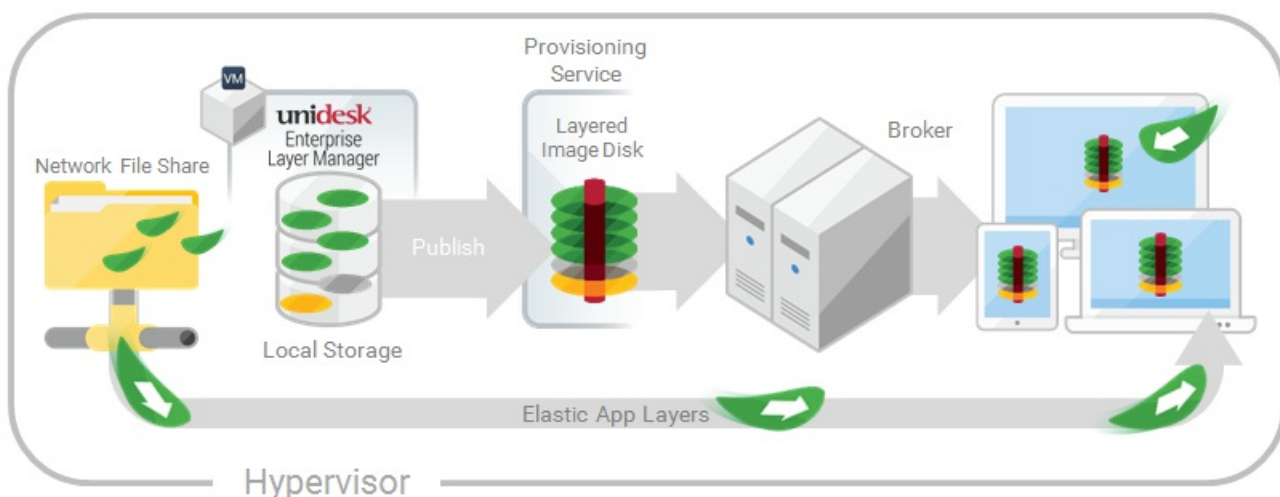 Provisioning
Service
VM
unidesk
Enterprise
Layer Manager
Layered
Image Disk
Broker
Network File Share
Publish
Local Storage
Elastic App Layers
Hypervisor